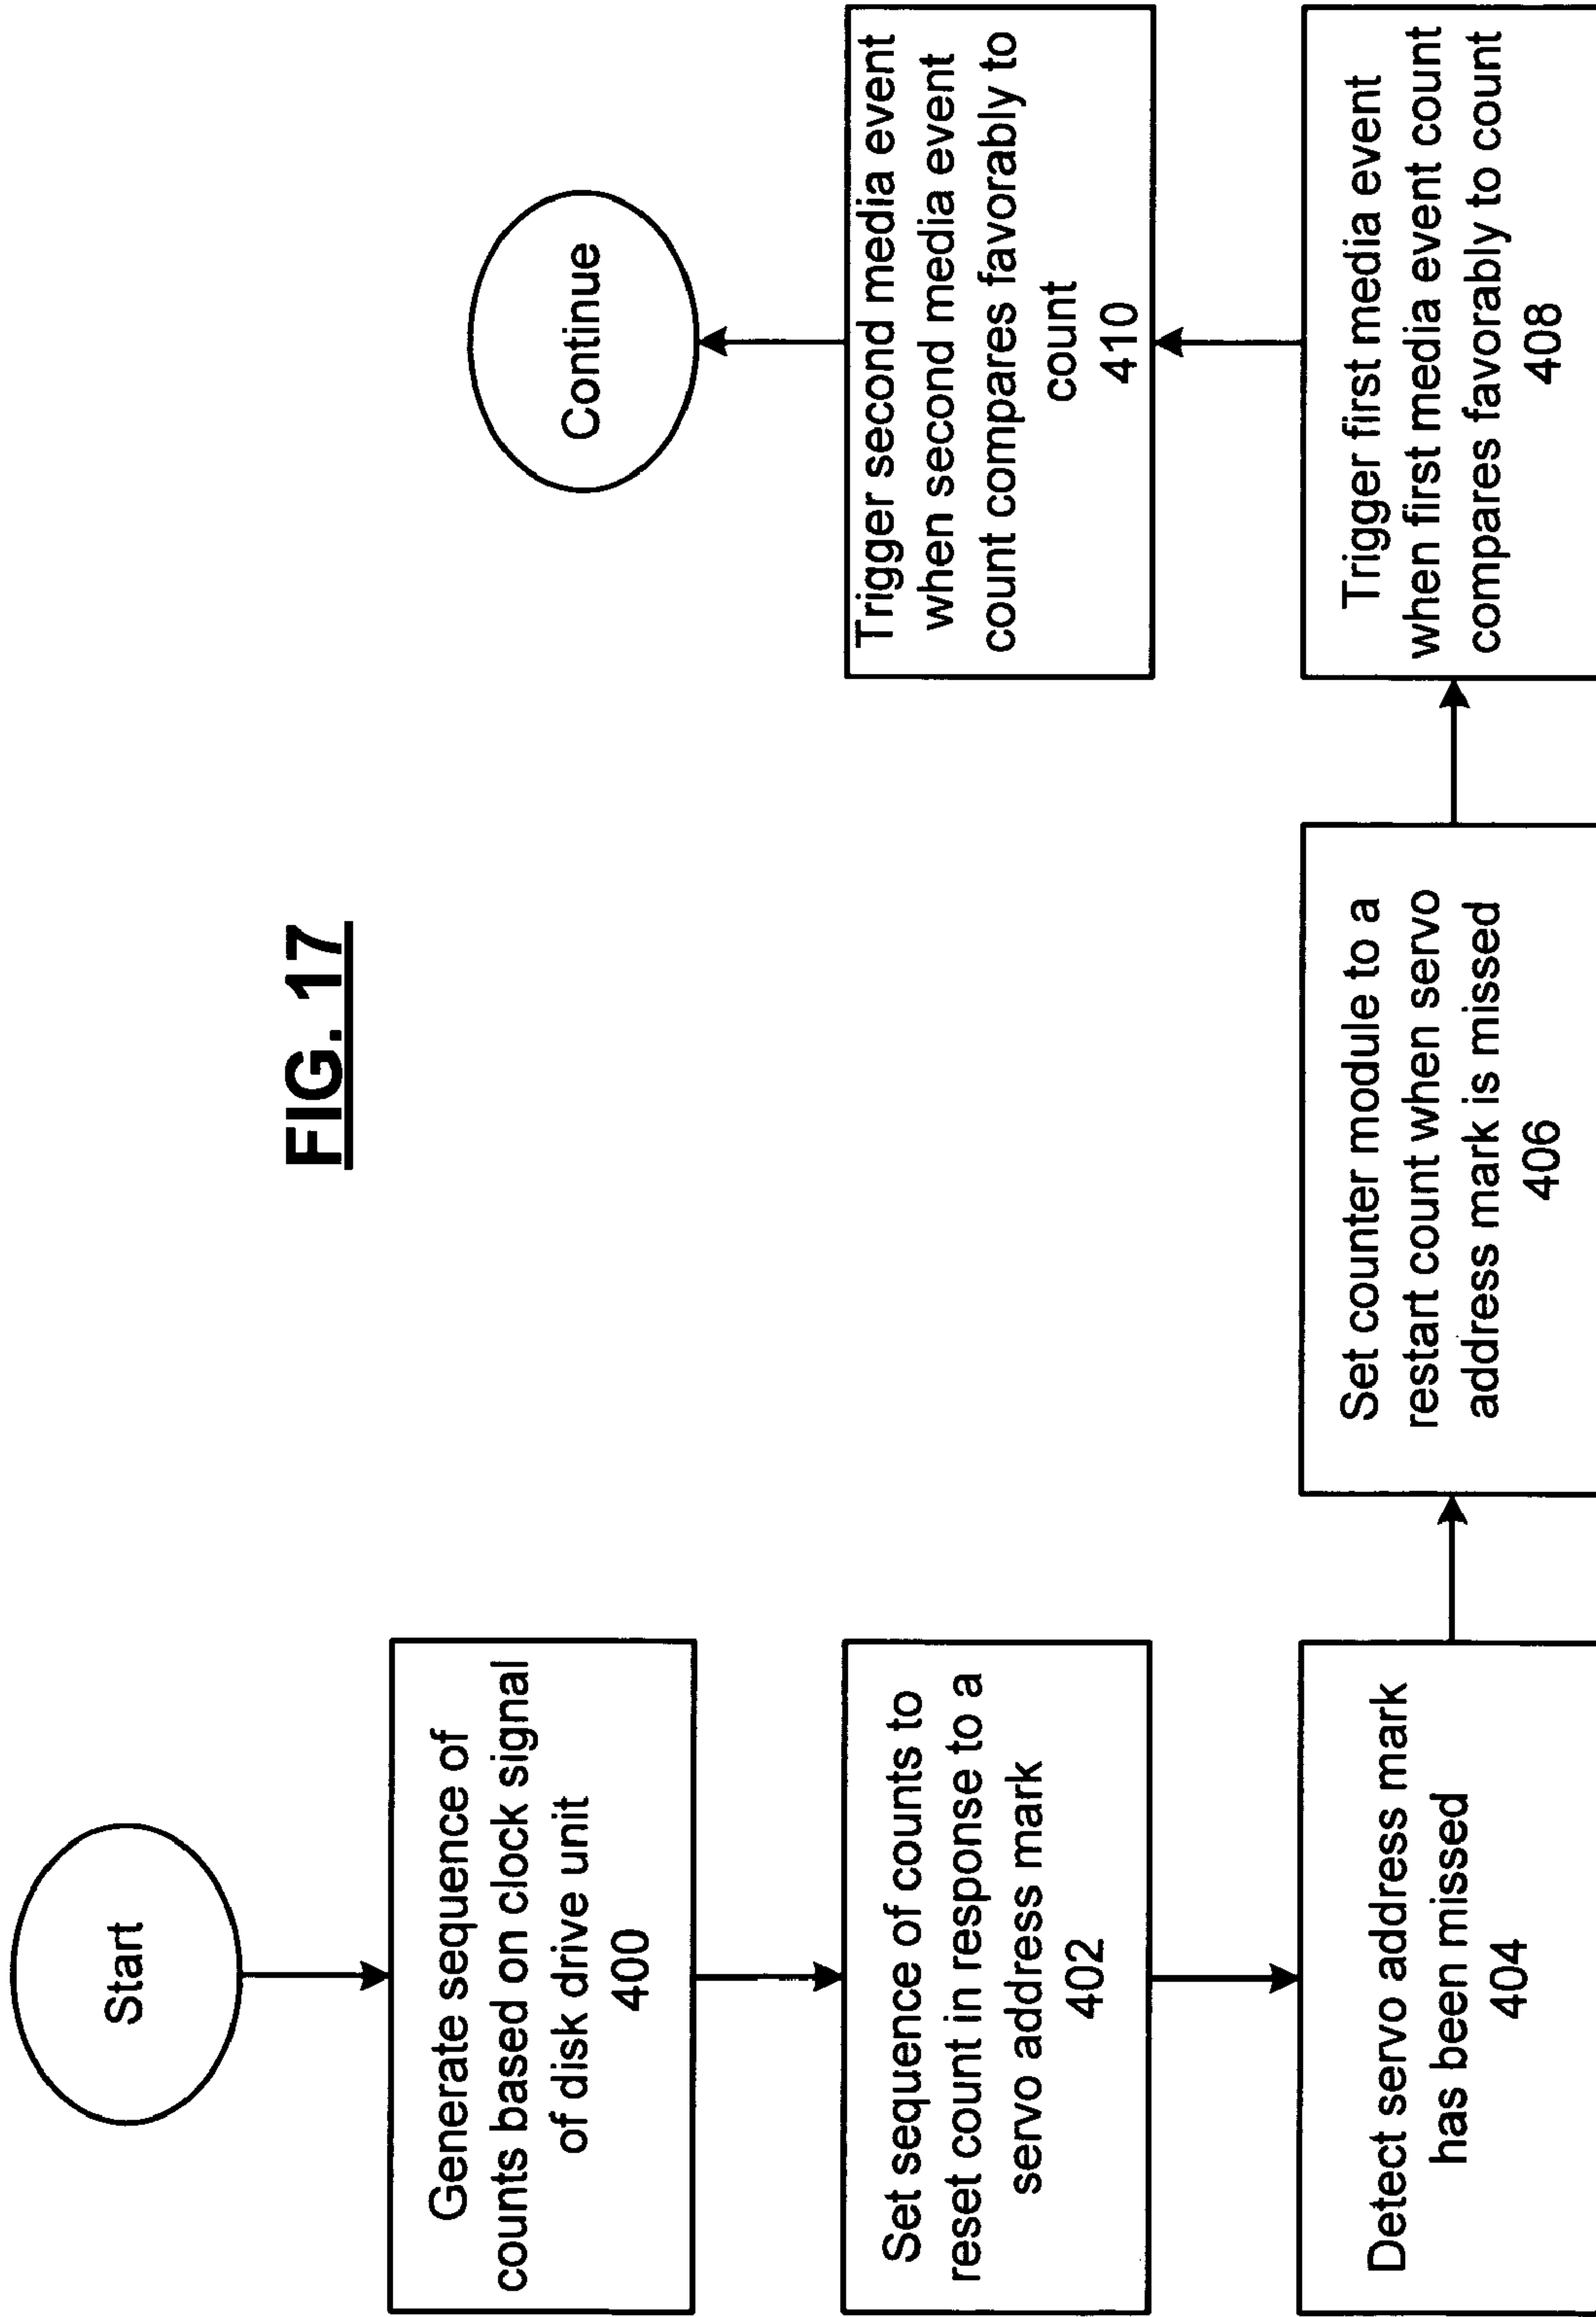 FIG. 17
Start
Generate sequence of
counts based on clock signal
of disk drive unit
400
Set sequence of counts to
reset count in response to a
servo address mark
402
Detect servo address mark
has been missed
404
Set counter module to a
restart count when servo
address mark is missed
406
Trigger first media event
when first media event count
compares favorably to count
408
Trigger second media event
when second media event
count compares favorably to
count
410
Continue